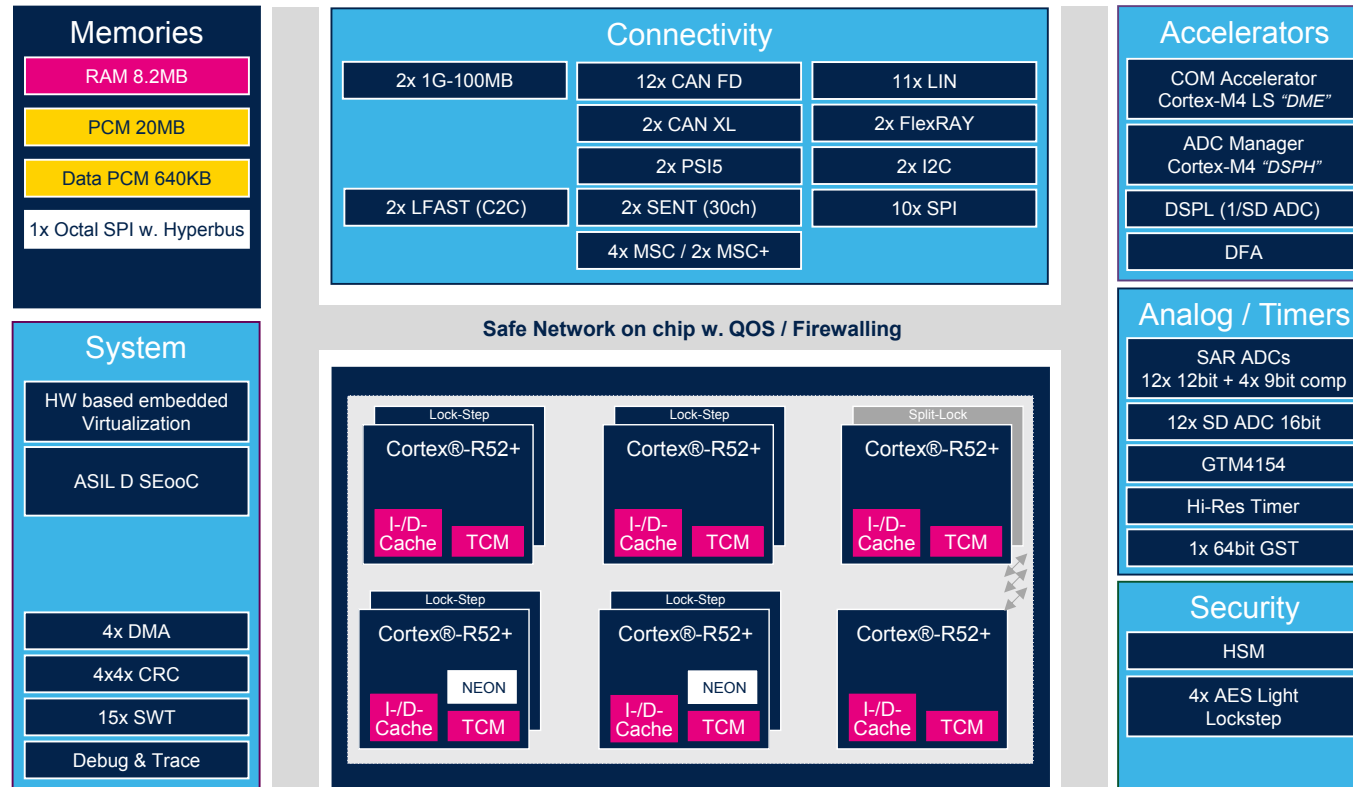 Memories
RAM 8.2MB
PCM 20MB
Data PCM 640KB
1x Octal SPI w. Hyperbus
System
HW based embedded
Virtualization
ASIL D SEooC
4x DMA
4x4x CRC
15x SWT
Debug & Trace
Connectivity
2x 1G-100MB
12x CAN FD
11x LIN
2x CAN XL
2x FlexRAY
2x PSI5
2x I2C
2x LFAST (C2C)
2x SENT (30ch)
10x SPI
4x MSC / 2x MSC+
Safe Network on chip w. QOS / Firewalling
Lock-Step
Cortex®-R52+
I-/D-
Cache
TCM
Lock-Step
Cortex®-R52+
I-/D-
Cache
TCM
Split-Lock
Cortex®-R52+
I-/D-
Cache
TCM
Lock-Step
Cortex®-R52+
NEON
I-/D-
Cache
TCM
Lock-Step
Cortex®-R52+
NEON
I-/D-
Cache
TCM
Cortex®-R52+
I-/D-
Cache
TCM
Accelerators
COM Accelerator
Cortex-M4 LS "DME"
ADC Manager
Cortex-M4 "DSPH"
DSPL (1/SD ADC)
DFA
Analog / Timers
SAR ADCs
12x 12bit + 4x 9bit comp
12x SD ADC 16bit
GTM4154
Hi-Res Timer
1x 64bit GST
Security
HSM
4x AES Light
Lockstep